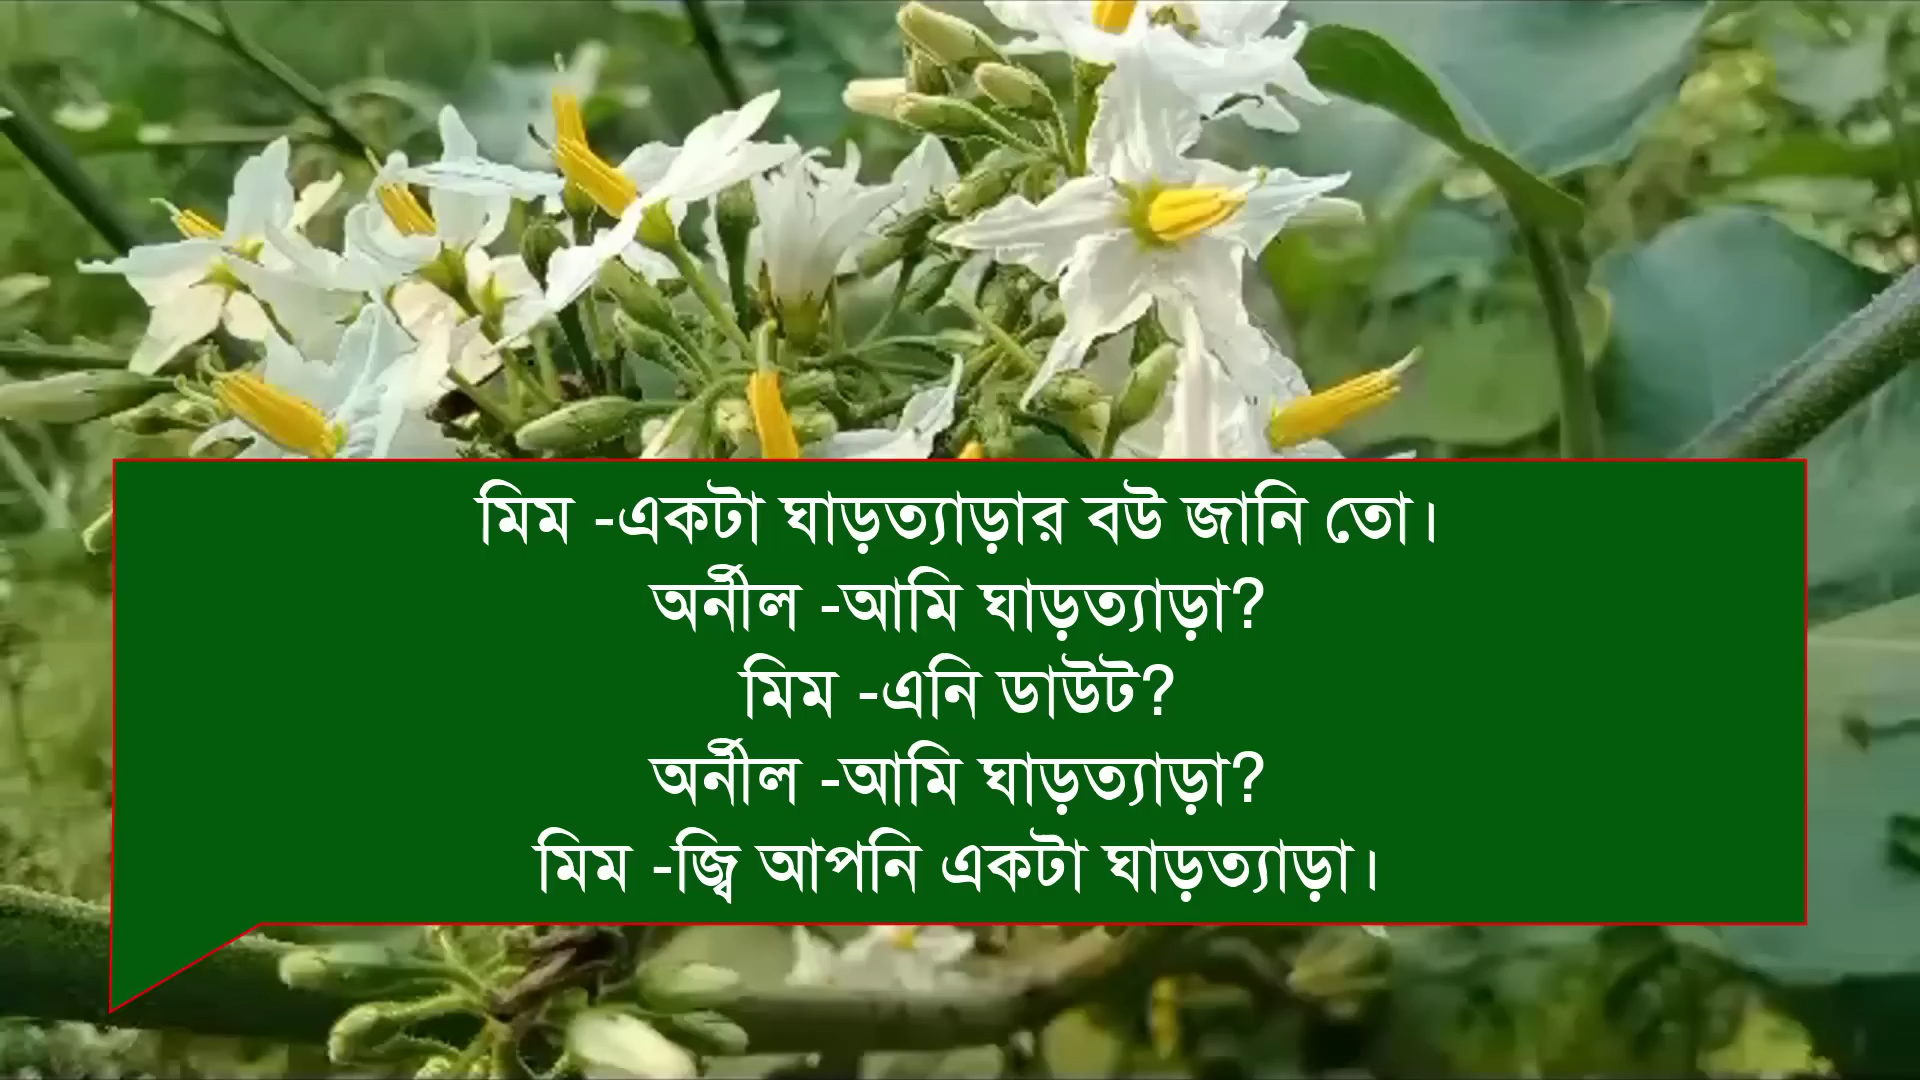 মিম -একটা ঘাড়ত্যাড়ার বউ জানি তো।
অর্নীল -আমি ঘাড়ত্যাড়া?
মিম -এনি ডাউট?
অর্নীল -আমি ঘাড়ত্যাড়া?
মিম -জ্বি আপনি একটা ঘাড়ত্যাড়া।